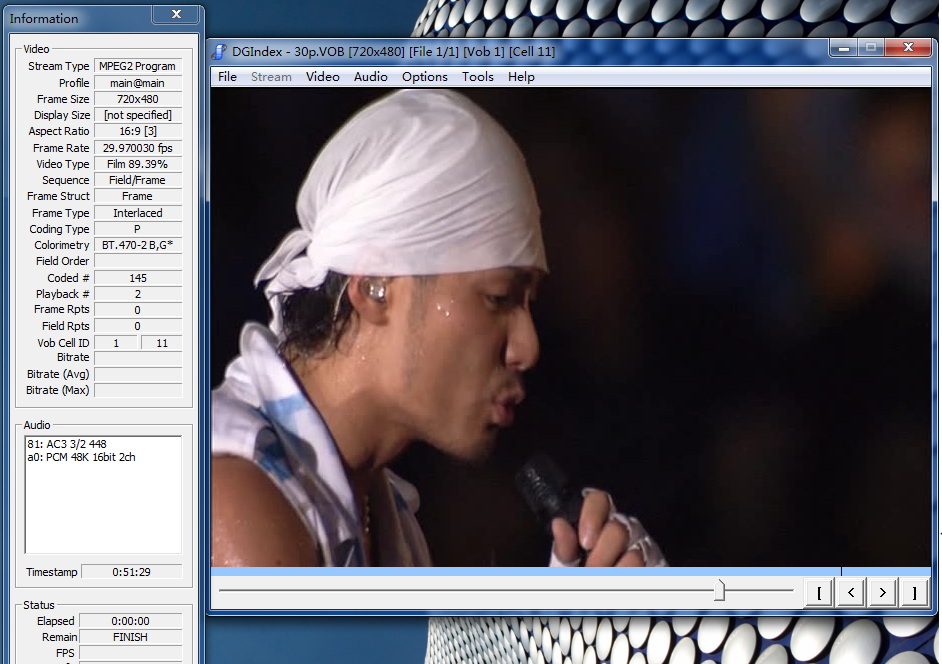 Information
X
Video
Stream Type MPEG2 Program
Profile main@main
Frame Size 720x480
Display Size [not specified]
Aspect Ratio 16:9 [3]
Frame Rate 29.970030 fps
Video Type Film 89.39%
Sequence Field/Frame
Frame Struct Frame
Frame Type Interlaced
Coding Type P
Colorimetry BT.470-2 B,G*
Field Order
Coded # 145
Playback # 2
Frame Rpts 0
Field Rpts 0
Vob Cell ID 1 11
Bitrate
Bitrate (Avg)
Bitrate (Max)
Audio
81: AC3 3/2 448
a0: PCM 48K 16bit 2ch
Timestamp 0:51:29
Status
Elapsed 0:00:00
Remain FINISH
FPS
DGIndex - 30p.VOB [720x480] [File 1/1] [Vob 1] [Cell 11]
File Stream Video Audio Options Tools Help
[ < > ]